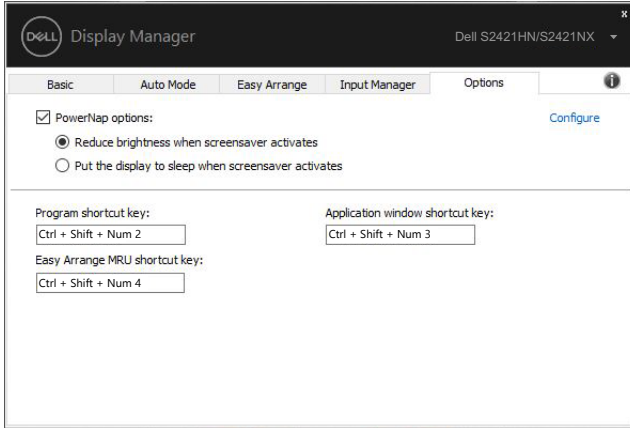 x
DELL Display Manager Dell S2421HN/S2421NX
Basic Auto Mode Easy Arrange Input Manager Options
PowerNap options: Configure
Reduce brightness when screensaver activates
Put the display to sleep when screensaver activates
Program shortcut key: Application window shortcut key:
Ctrl + Shift + Num 2 Ctrl + Shift + Num 3
Easy Arrange MRU shortcut key:
Ctrl + Shift + Num 4